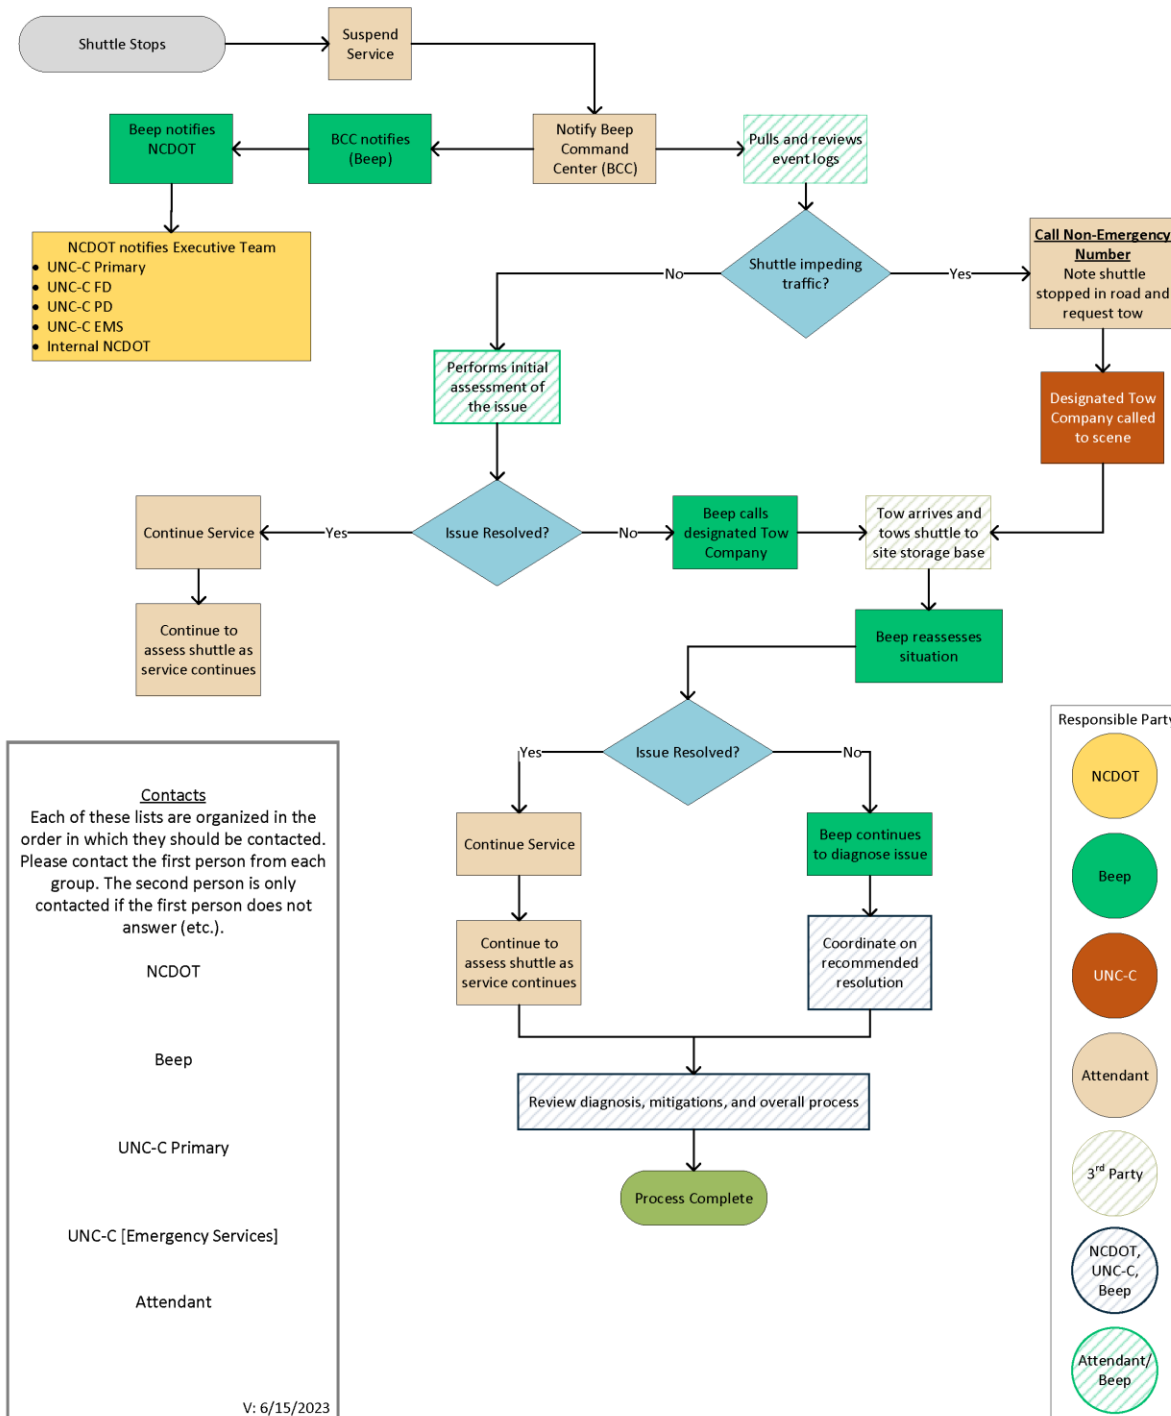 Shuttle Stops
Suspend
Service
Beep notifies
NCDOT
BCC notifies
(Beep)
Notify Beep
Command
Center (BCC)
Pulls and reviews
event logs
NCDOT notifies Executive Team
• UNC-C Primary
• UNC-C FD
• UNC-C PD
• UNC-C EMS
• Internal NCDOT
No
Shuttle impeding
traffic?
Yes
Call Non-Emergency
Number
Note shuttle
stopped in road and
request tow
Performs initial
assessment of
the issue
Designated Tow
Company called
to scene
Continue Service
Yes
Issue Resolved?
No
Beep calls
designated Tow
Company
Tow arrives and
tows shuttle to
site storage base
Continue to
assess shuttle as
service continues
Beep reassesses
situation
Yes
Issue Resolved?
No
Continue Service
Beep continues
to diagnose issue
Continue to
assess shuttle as
service continues
Coordinate on
recommended
resolution
Review diagnosis, mitigations, and overall process
Process Complete
Contacts
Each of these lists are organized in the
order in which they should be contacted.
Please contact the first person from each
group. The second person is only
contacted if the first person does not
answer (etc.).
NCDOT
Beep
UNC-C Primary
UNC-C [Emergency Services]
Attendant
V: 6/15/2023
Responsible Party
NCDOT
Beep
UNC-C
Attendant
3rd Party
NCDOT,
UNC-C,
Beep
Attendant/
Beep